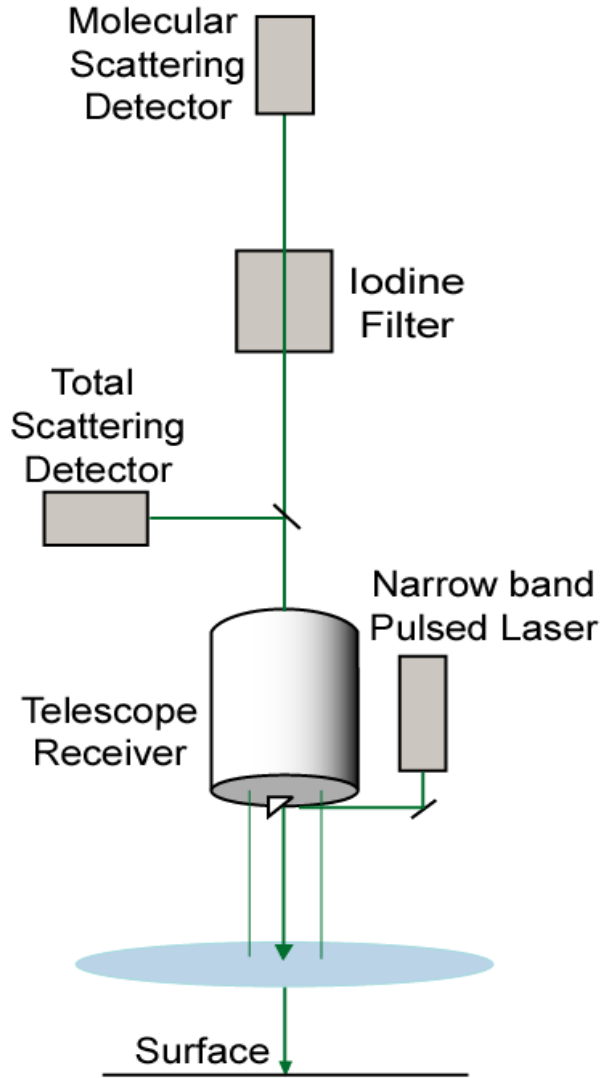 Molecular
Scattering
Detector
Iodine
Filter
Total
Scattering
Detector
Narrow band
Pulsed Laser
Telescope
Receiver
Surface